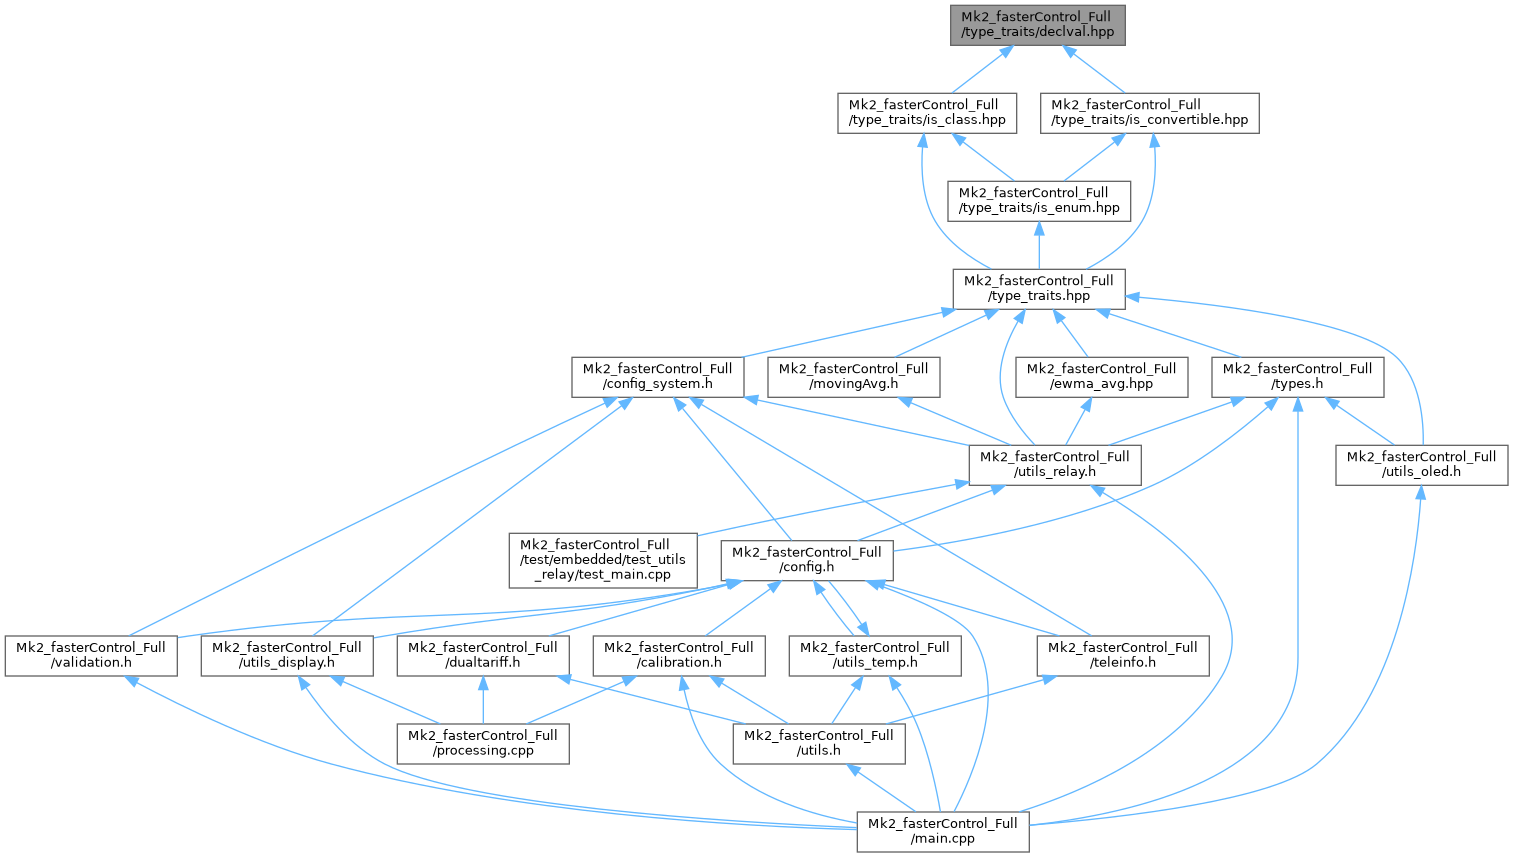 Mk2_fasterControl_Full
/type_traits/declval.hpp
Mk2_fasterControl_Full
/type_traits/is_class.hpp
Mk2_fasterControl_Full
/type_traits/is_convertible.hpp
Mk2_fasterControl_Full
/type_traits/is_enum.hpp
Mk2_fasterControl_Full
/type_traits.hpp
Mk2_fasterControl_Full
/config_system.h
Mk2_fasterControl_Full
/movingAvg.h
Mk2_fasterControl_Full
/ewma_avg.hpp
Mk2_fasterControl_Full
/types.h
Mk2_fasterControl_Full
/utils_relay.h
Mk2_fasterControl_Full
/utils_oled.h
Mk2_fasterControl_Full
/test/embedded/test_utils
_relay/test_main.cpp
Mk2_fasterControl_Full
/config.h
Mk2_fasterControl_Full
/validation.h
Mk2_fasterControl_Full
/utils_display.h
Mk2_fasterControl_Full
/dualtariff.h
Mk2_fasterControl_Full
/calibration.h
Mk2_fasterControl_Full
/utils_temp.h
Mk2_fasterControl_Full
/teleinfo.h
Mk2_fasterControl_Full
/processing.cpp
Mk2_fasterControl_Full
/utils.h
Mk2_fasterControl_Full
/main.cpp